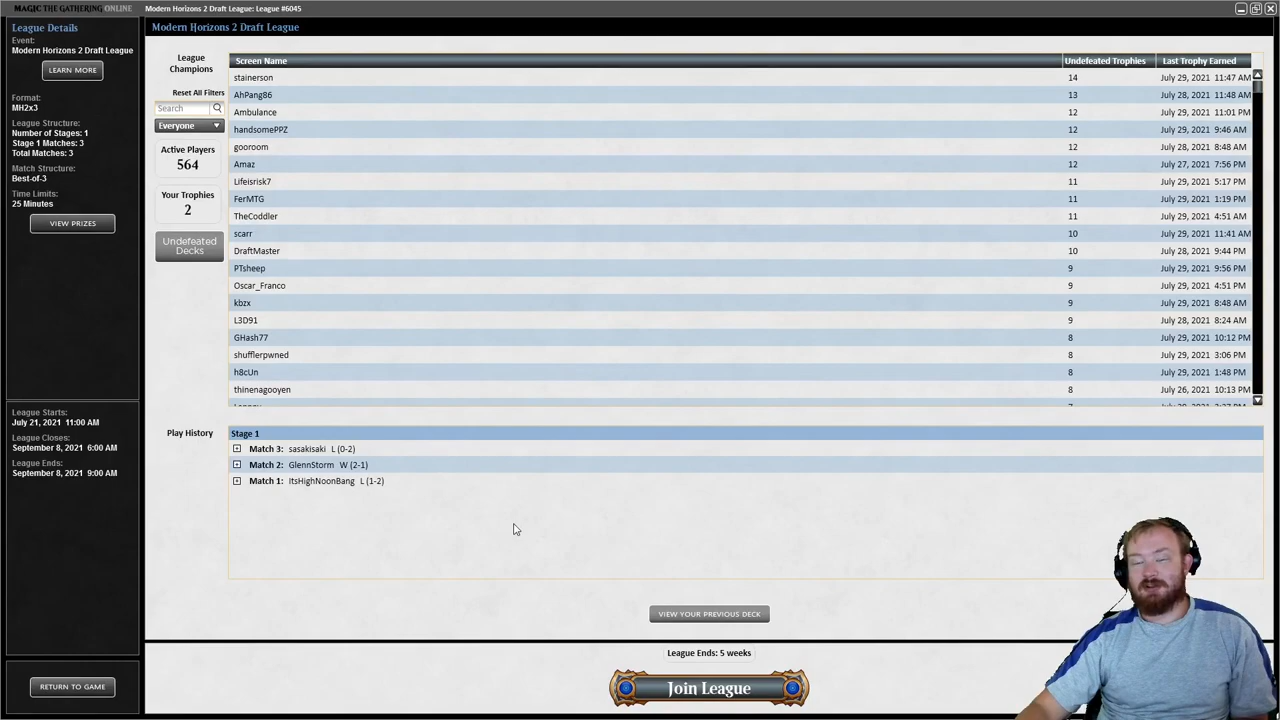 MAGIC THE GATHERING ONLINE
Modern Horizons 2 Draft League: League #6045
League Details
Event:
Modern Horizons 2 Draft League
LEARN MORE
Format:
MH2x3
League Structure:
Number of Stages: 1
Stage 1 Matches: 3
Total Matches: 3
Match Structure:
Best-of-3
Time Limits:
25 Minutes
VIEW PRIZES
League Starts:
July 21, 2021 11:00 AM
League Closes:
September 8, 2021 6:00 AM
League Ends:
September 8, 2021 9:00 AM
RETURN TO GAME
Modern Horizons 2 Draft League
League
Champions
Reset All Filters
Search
Everyone
Active Players
564
Your Trophies
2
Undefeated
Decks
Screen Name Undefeated Trophies Last Trophy Earned
stainerson 14 July 29, 2021 11:47 AM
AhPang86 13 July 28, 2021 11:48 AM
Ambulance 12 July 29, 2021 11:01 PM
handsomePPZ 12 July 29, 2021 9:46 AM
gooroom 12 July 28, 2021 8:48 AM
Amaz 12 July 27, 2021 7:56 PM
Lifeisrisk7 11 July 29, 2021 5:17 PM
FerMTG 11 July 29, 2021 1:19 PM
TheCoddler 11 July 29, 2021 4:51 AM
scarr 10 July 29, 2021 11:41 AM
DraftMaster 10 July 28, 2021 9:44 PM
PTsheep 9 July 29, 2021 9:56 PM
Oscar_Franco 9 July 29, 2021 4:51 PM
kbzx 9 July 29, 2021 8:48 AM
L3D91 9 July 28, 2021 8:24 AM
GHash77 8 July 29, 2021 10:12 PM
shufflerpwned 8 July 29, 2021 3:06 PM
h8cUn 8 July 29, 2021 1:48 PM
thinenagooyen 8 July 26, 2021 10:13 PM
Play History
Stage 1
Match 3: sasakisaki L (0-2)
Match 2: GlennStorm W (2-1)
Match 1: ItsHighNoonBang L (1-2)
VIEW YOUR PREVIOUS DECK
League Ends: 5 weeks
Join League